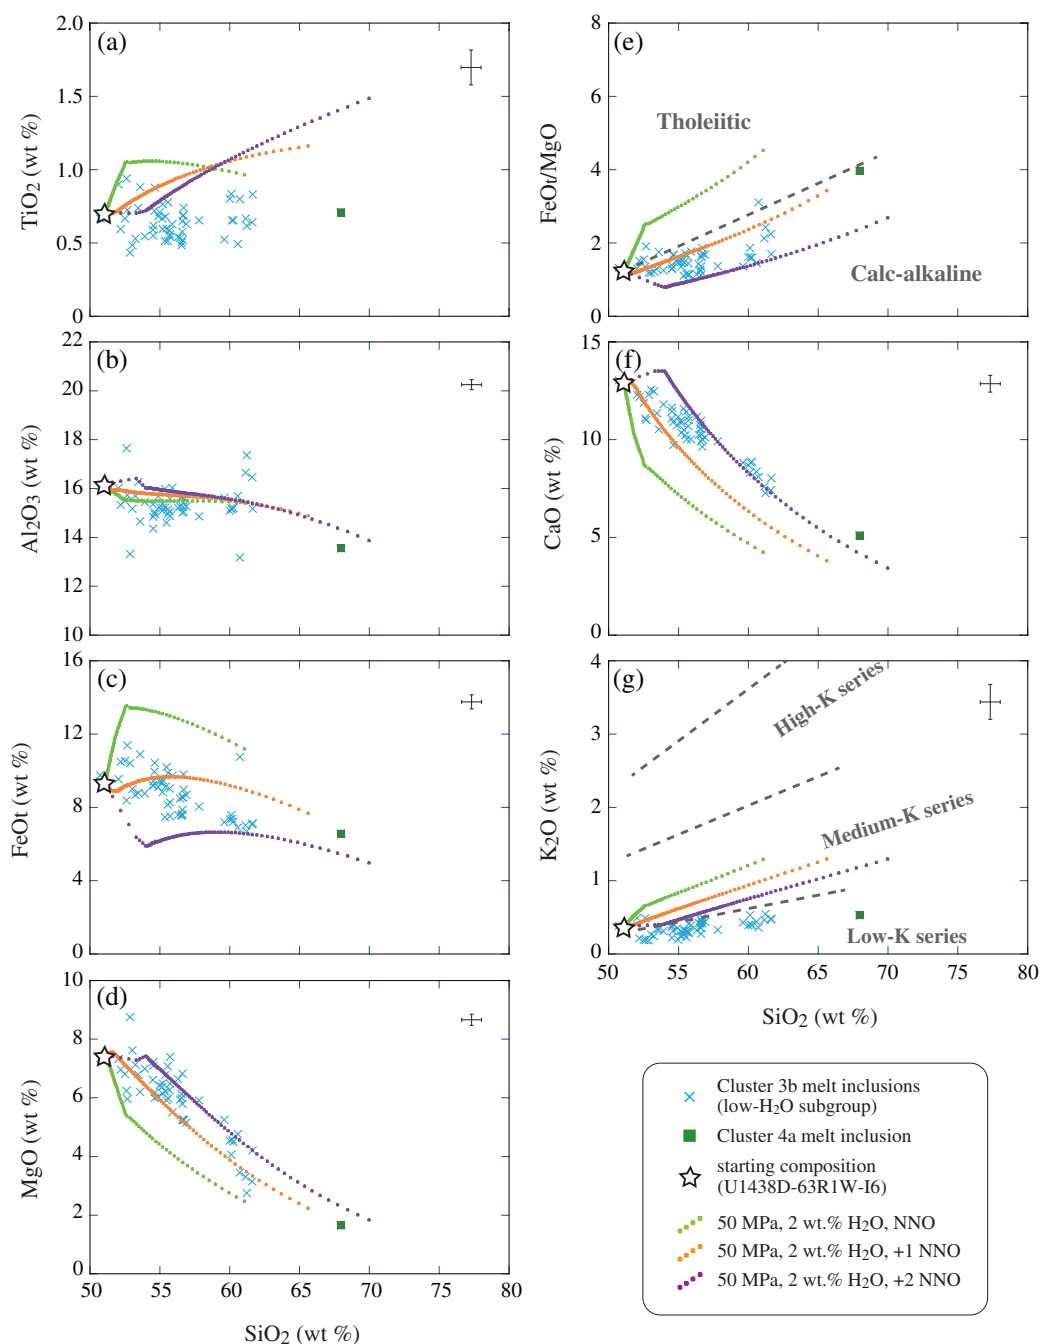 (a)
2.0
1.5
1.0
0.5
0
TiO2 (wt %)
(b)
22
20
18
16
14
12
10
Al2O3 (wt %)
(c)
16
12
8
4
0
FeOt (wt %)
(d)
10
8
6
4
2
0
MgO (wt %)
50 55 60 65 70 75 80
SiO2 (wt %)
(e)
8
6
4
2
0
FeOt/MgO
Tholeiitic
Calc-alkaline
(f)
15
10
5
0
CaO (wt %)
(g)
4
3
2
1
0
K2O (wt %)
High-K series
Medium-K series
Low-K series
50 55 60 65 70 75 80
SiO2 (wt %)
Cluster 3b melt inclusions
(low-H2O subgroup)
Cluster 4a melt inclusion
starting composition
(U1438D-63R1W-I6)
50 MPa, 2 wt.% H2O, NNO
50 MPa, 2 wt.% H2O, +1 NNO
50 MPa, 2 wt.% H2O, +2 NNO